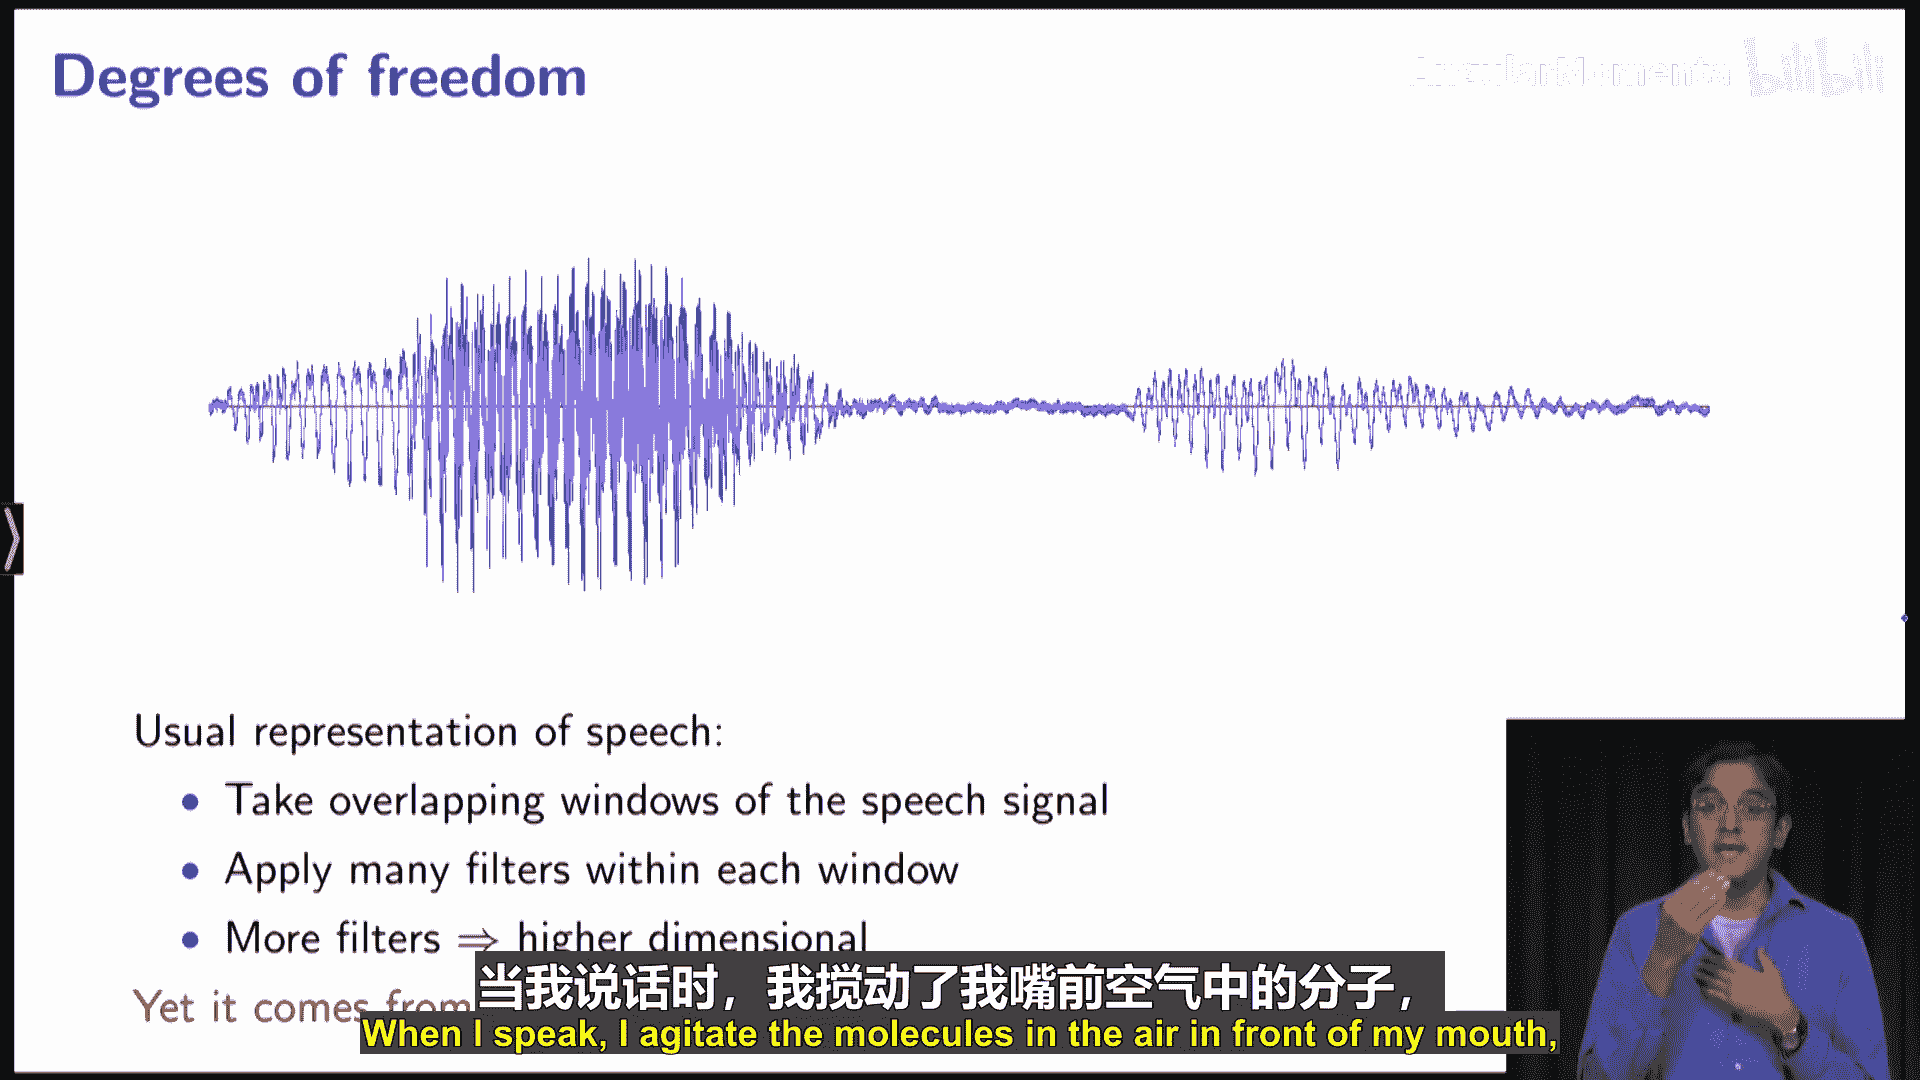 Degrees of freedom
AngularMomenta bilibili
Usual representation of speech:
• Take overlapping windows of the speech signal
• Apply many filters within each window
• More filters ⇒ higher dimensional
Yet it comes from
当我说话时，我搅动了我嘴前空气中的分子，
When I speak, I agitate the molecules in the air in front of my mouth,